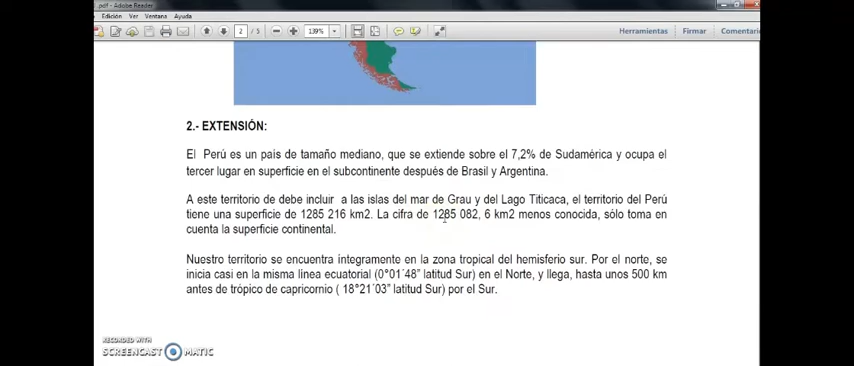 .pdf - Adobe Reader
Edición Ver Ventana Ayuda
2 / 5 139% Herramientas Firmar Comentario
2.- EXTENSIÓN:
El Perú es un país de tamaño mediano, que se extiende sobre el 7,2% de Sudamérica y ocupa el
tercer lugar en superficie en el subcontinente después de Brasil y Argentina.
A este territorio de debe incluir a las islas del mar de Grau y del Lago Titicaca, el territorio del Perú
tiene una superficie de 1285 216 km2. La cifra de 1285 082, 6 km2 menos conocida, sólo toma en
cuenta la superficie continental.
Nuestro territorio se encuentra íntegramente en la zona tropical del hemisferio sur. Por el norte, se
inicia casi en la misma línea ecuatorial (0°01´48” latitud Sur) en el Norte, y llega, hasta unos 500 km
antes de trópico de capricornio ( 18°21´03” latitud Sur) por el Sur.
RECORDED WITH
SCREENCAST MATIC